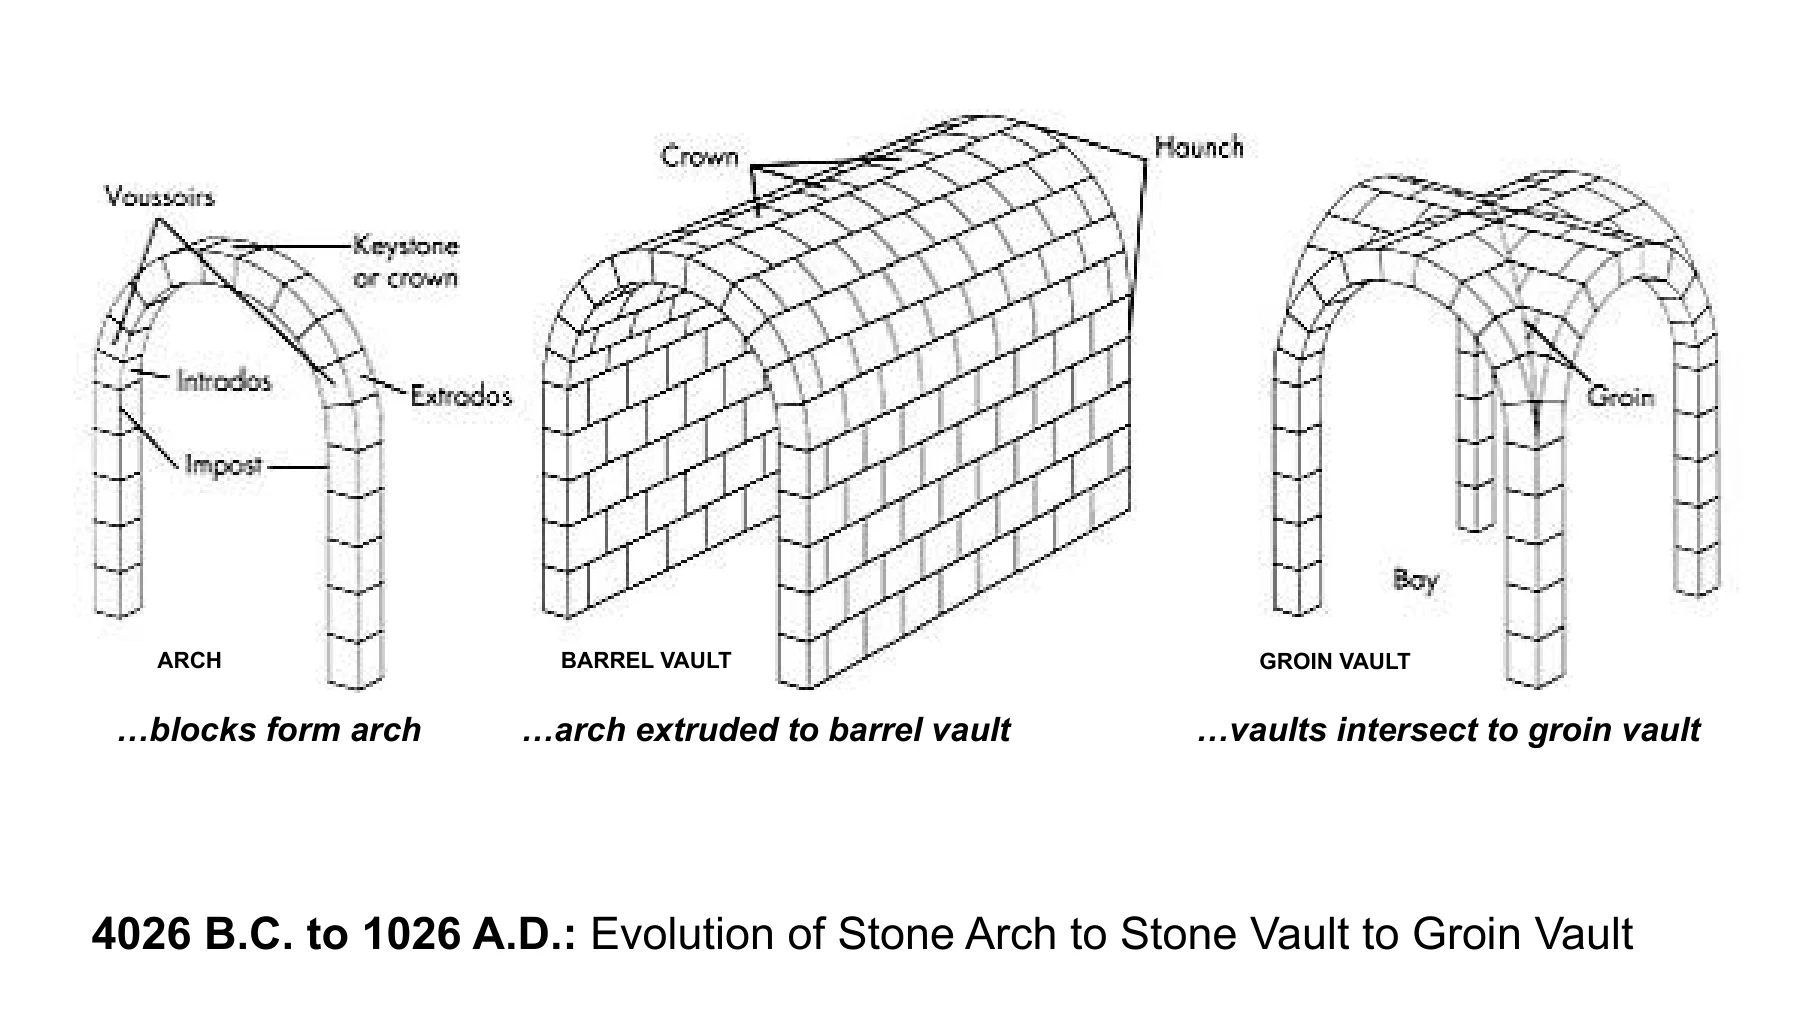 Voussoirs
Keystone
or crown
Intrados
Extrados
Impost
ARCH
…blocks form arch
Crown
Haunch
BARREL VAULT
…arch extruded to barrel vault
Groin
Bay
GROIN VAULT
…vaults intersect to groin vault
4026 B.C. to 1026 A.D.: Evolution of Stone Arch to Stone Vault to Groin Vault